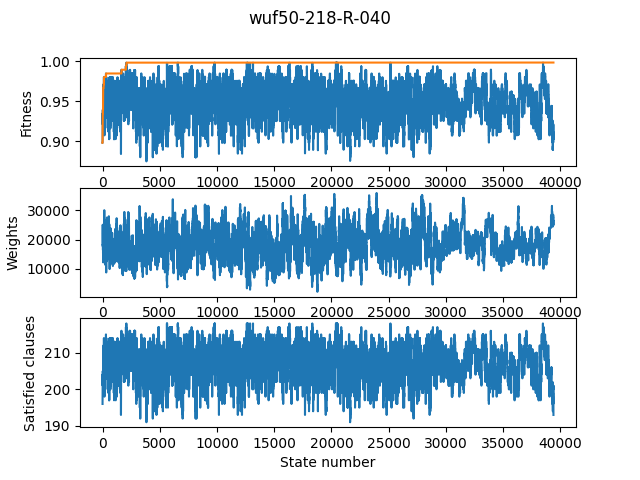 wuf50-218-R-040
1.00
0.95
0.90
Fitness
0 5000 10000 15000 20000 25000 30000 35000 40000
30000
20000
10000
Weights
0 5000 10000 15000 20000 25000 30000 35000 40000
210
200
190
Satisfied clauses
0 5000 10000 15000 20000 25000 30000 35000 40000
State number